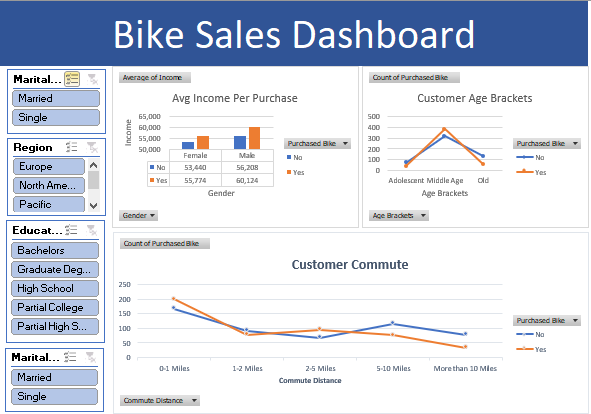 Bike Sales Dashboard
Marital...
Married
Single
Region
Europe
North Ame...
Pacific
Educat...
Bachelors
Graduate Deg...
High School
Partial College
Partial High S...
Marital...
Married
Single
Average of Income
Avg Income Per Purchase
Income
65,000
60,000
55,000
50,000
Female Male
No 53,440 56,208
Yes 55,774 60,124
Gender
Purchased Bike
No
Yes
Gender
Count of Purchased Bike
Customer Age Brackets
500
400
300
200
100
0
Adolescent Middle Age Old
Age Brackets
Purchased Bike
No
Yes
Age Brackets
Count of Purchased Bike
Customer Commute
250
200
150
100
50
0
0-1 Miles 1-2 Miles 2-5 Miles 5-10 Miles More than 10 Miles
Commute Distance
Purchased Bike
No
Yes
Commute Distance